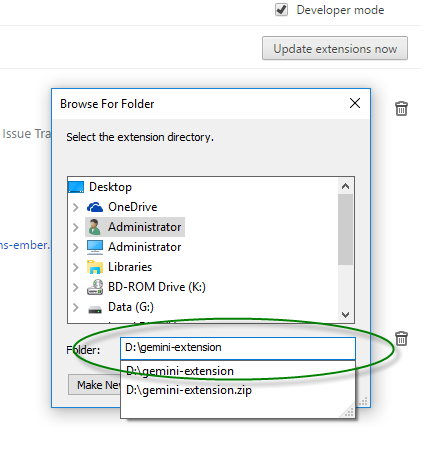 Developer mode
Update extensions now
Browse For Folder
Issue Tra
Select the extension directory.
Desktop
OneDrive
Administrator
ns-ember.
Administrator
Libraries
BD-ROM Drive (K:)
Data (G:)
Folder:
D:\gemini-extension
D:\gemini-extension
Make New
D:\gemini-extension.zip